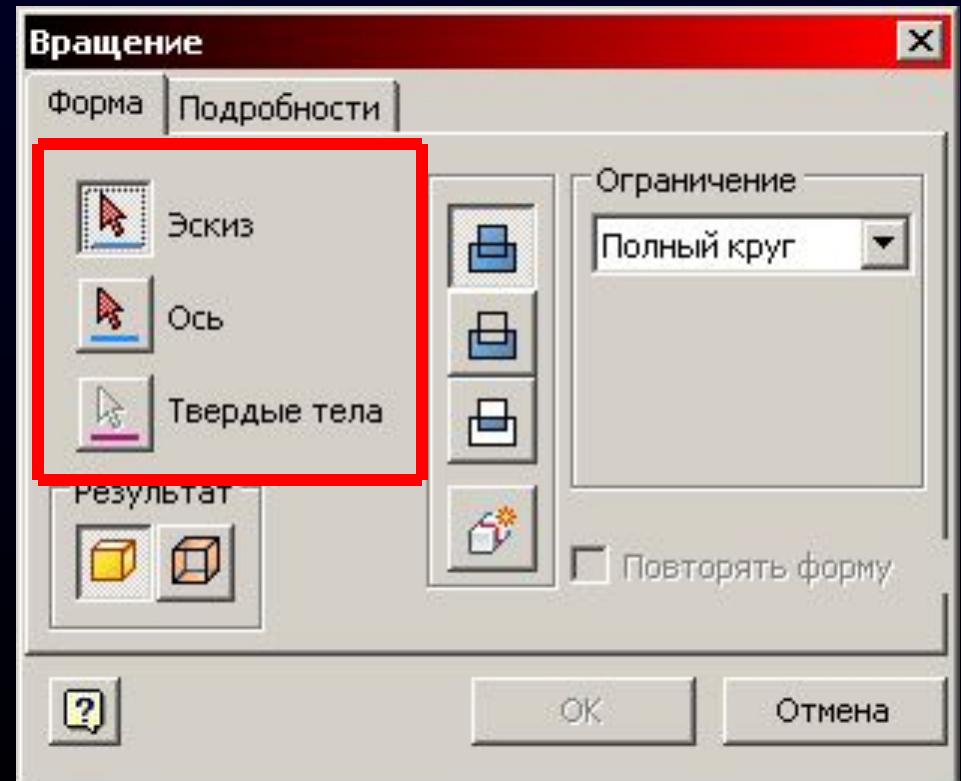 Вращение
Форма
Подробности
Эскиз
Ось
Твердые тела
Результат
Ограничение
Полный круг
Повторять форму
?
OK
Отмена